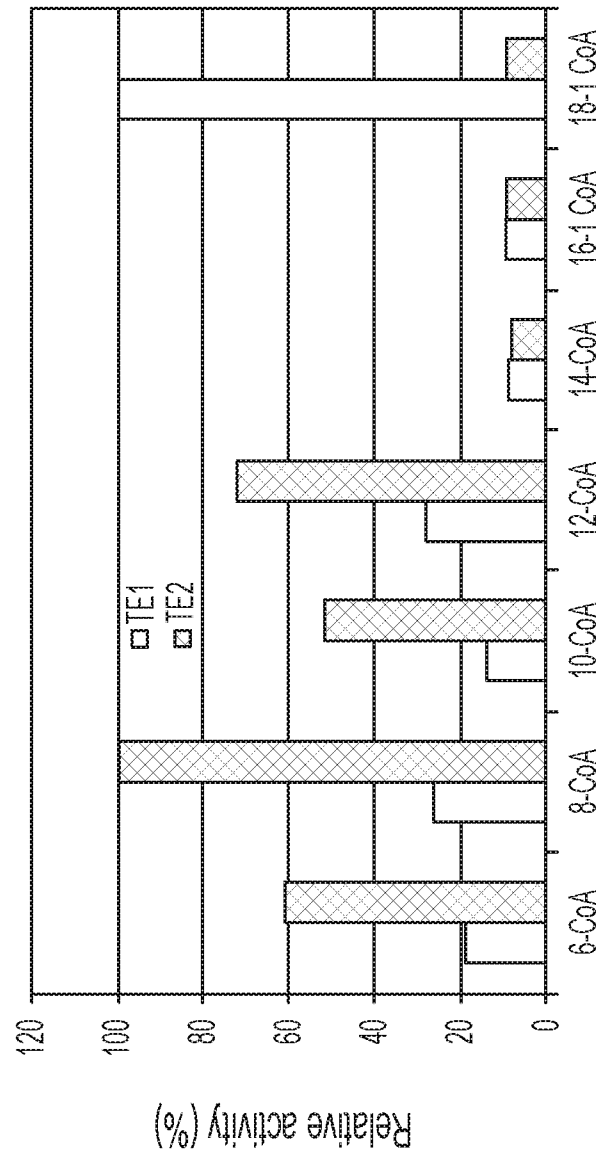 Relative activity (%)
120
100
80
60
40
20
0
TE1
TE2
6-CoA
8-CoA
10-CoA
12-CoA
14-CoA
16-1 CoA
18-1 CoA